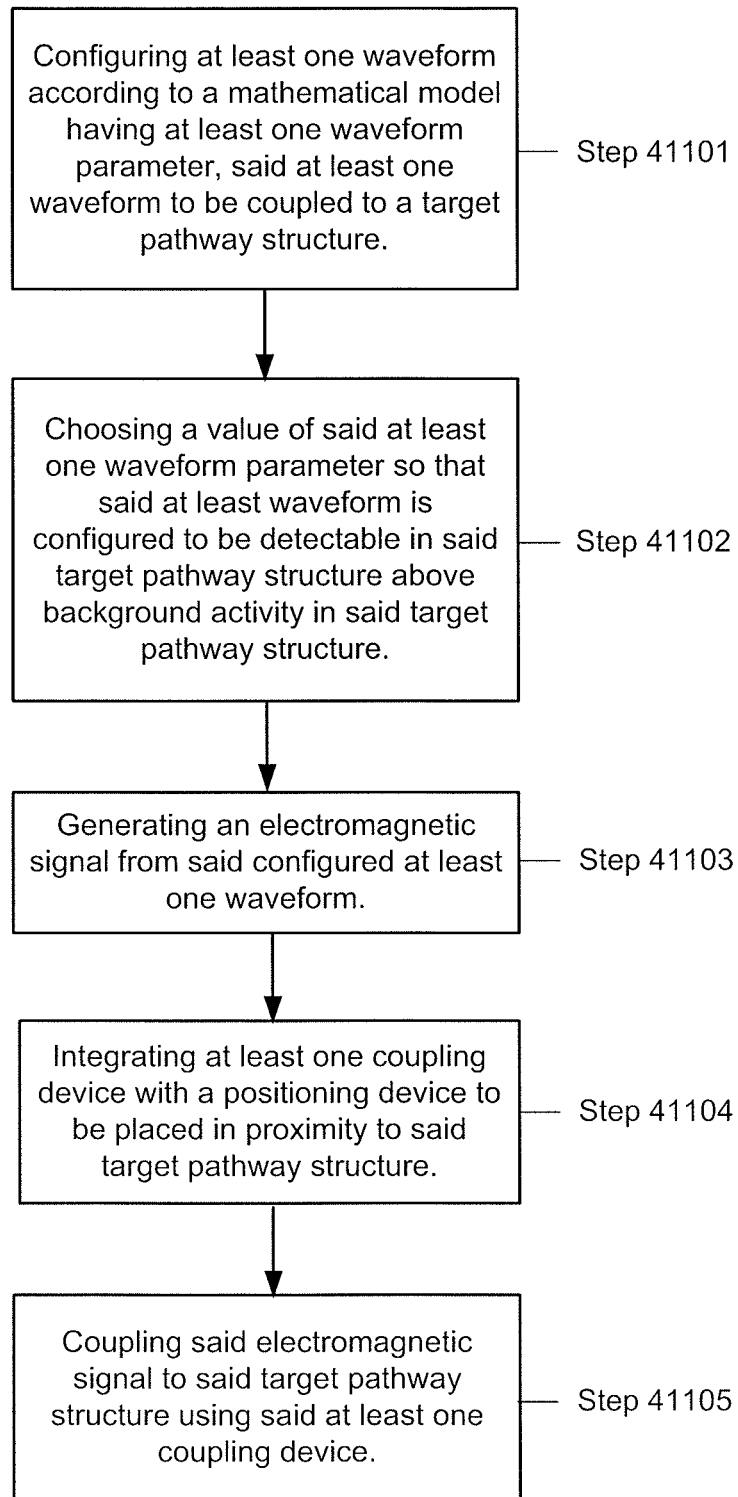 Configuring at least one waveform
according to a mathematical model
having at least one waveform
parameter, said at least one
waveform to be coupled to a target
pathway structure.
Step 41101
Choosing a value of said at least
one waveform parameter so that
said at least waveform is
configured to be detectable in said
target pathway structure above
background activity in said target
pathway structure.
Step 41102
Generating an electromagnetic
signal from said configured at least
one waveform.
Step 41103
Integrating at least one coupling
device with a positioning device to
be placed in proximity to said
target pathway structure.
Step 41104
Coupling said electromagnetic
signal to said target pathway
structure using said at least one
coupling device.
Step 41105